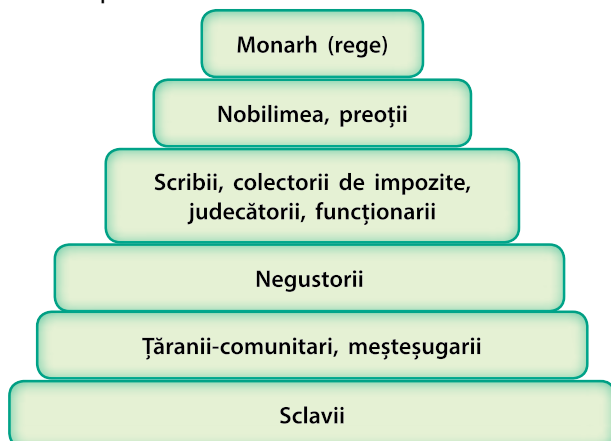 Monarh (rege)
Nobilimea, preoții
Scribii, colectorii de impozite,
judecătorii, funcționarii
Negustorii
Țăranii-comunitari, meșteșugarii
Sclavii